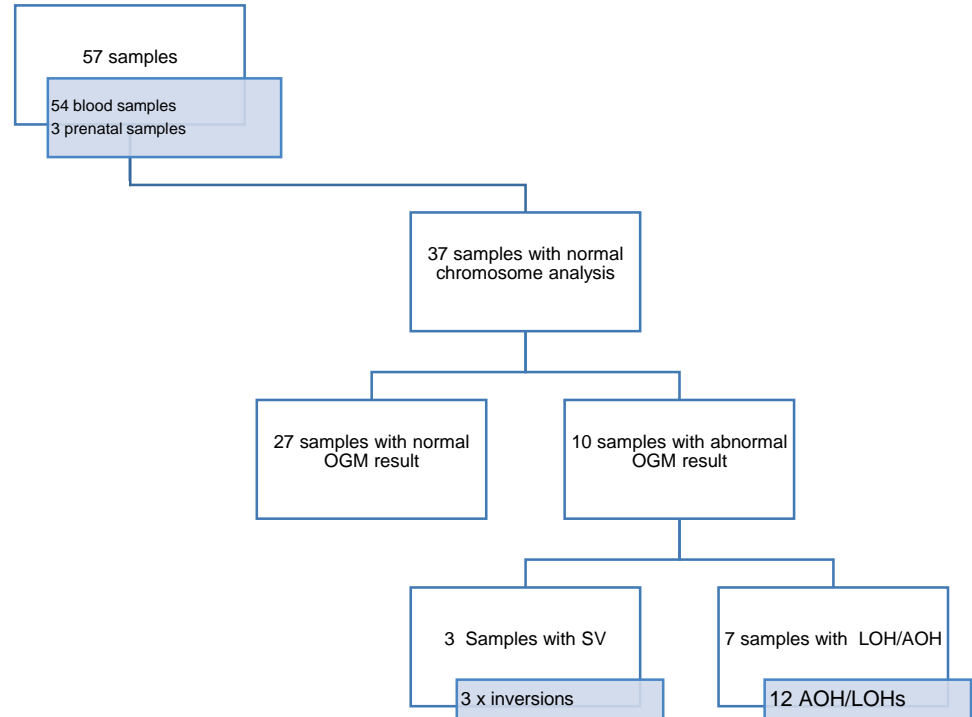 57 samples
54 blood samples
3 prenatal samples
37 samples with normal
chromosome analysis
27 samples with normal
OGM result
10 samples with abnormal
OGM result
3 Samples with SV
3 x inversions
7 samples with LOH/AOH
12 AOH/LOHs